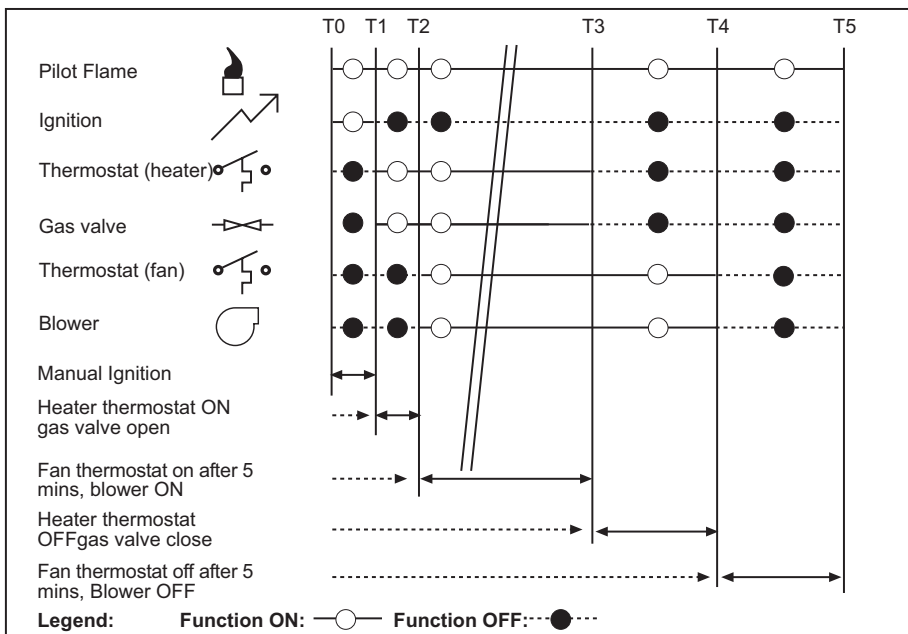 T0 T1 T2 T3 T4 T5
Pilot Flame
Ignition
Thermostat (heater)
Gas valve
Thermostat (fan)
Blower
Manual Ignition
Heater thermostat ON
gas valve open
Fan thermostat on after 5
mins, blower ON
Heater thermostat
OFFgas valve close
Fan thermostat off after 5
mins, Blower OFF
Legend: Function ON: Function OFF: